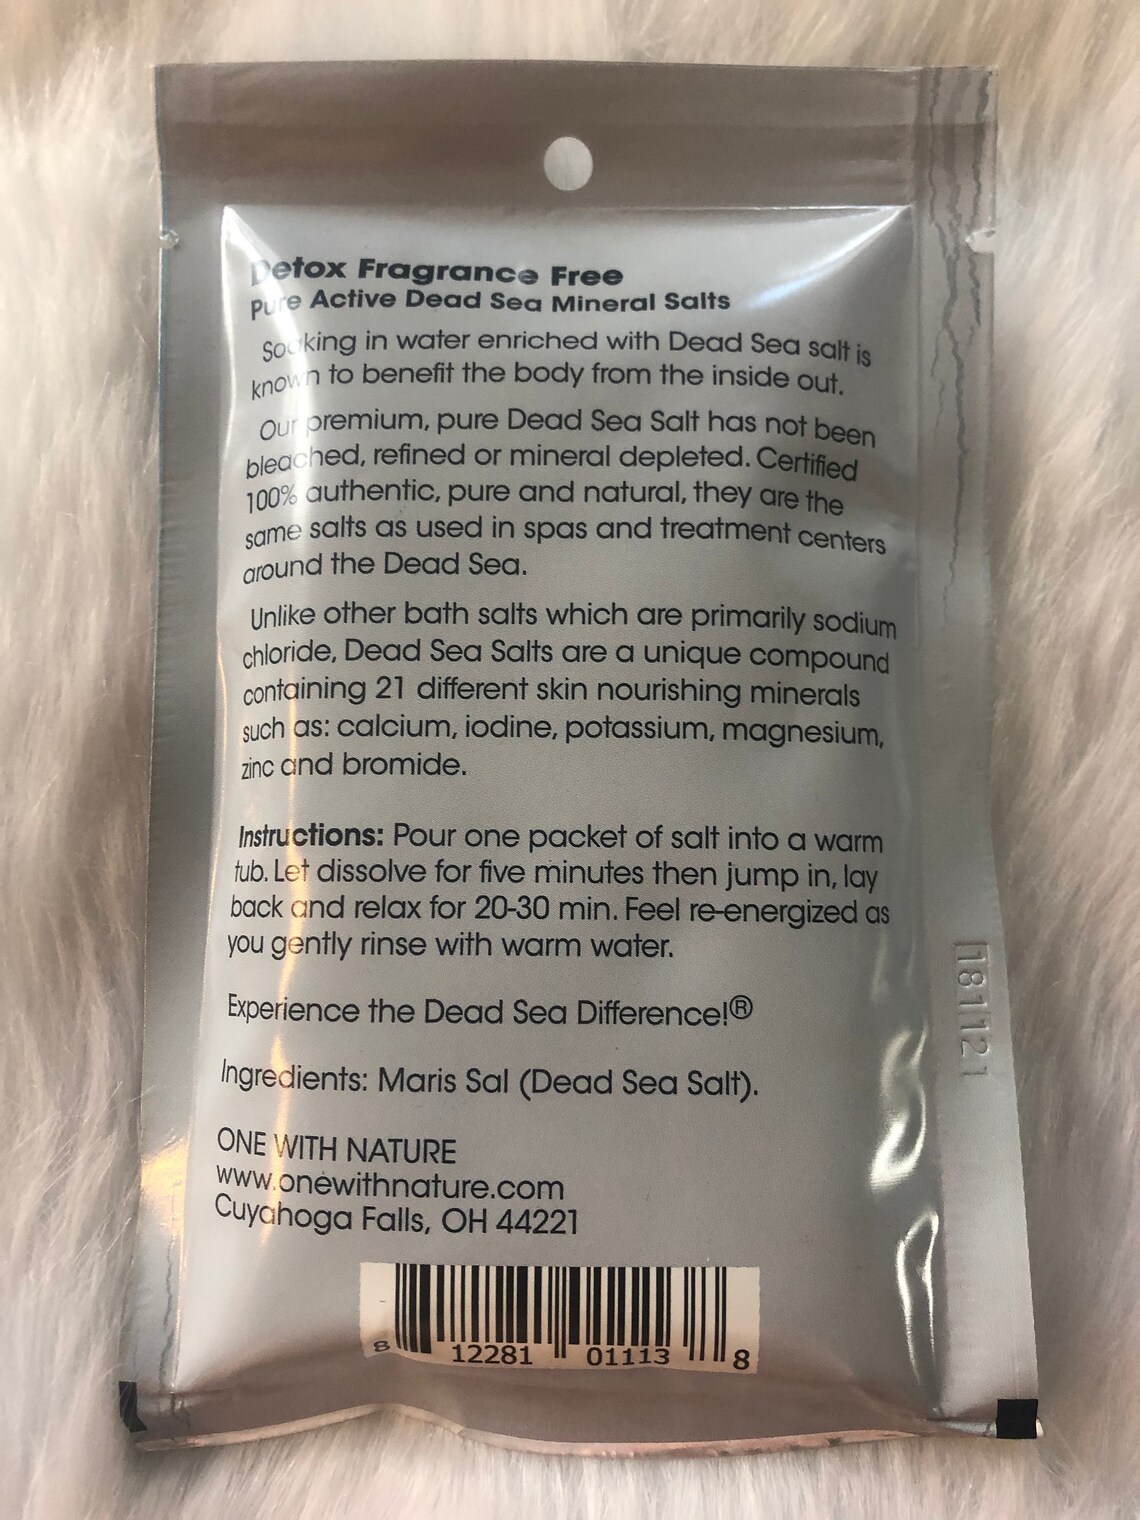 Detox Fragrance Free
Pure Active Dead Sea Mineral Salts
Soaking in water enriched with Dead Sea salt is
known to benefit the body from the inside out.
Our premium, pure Dead Sea Salt has not been
bleached, refined or mineral depleted. Certified
100% authentic, pure and natural, they are the
same salts as used in spas and treatment centers
around the Dead Sea.
Unlike other bath salts which are primarily sodium
chloride, Dead Sea Salts are a unique compound
containing 21 different skin nourishing minerals
such as: calcium, iodine, potassium, magnesium,
zinc and bromide.
Instructions: Pour one packet of salt into a warm
tub. Let dissolve for five minutes then jump in, lay
back and relax for 20-30 min. Feel re-energized as
you gently rinse with warm water.
Experience the Dead Sea Difference!®
Ingredients: Maris Sal (Dead Sea Salt).
ONE WITH NATURE
www.onewithnature.com
Cuyahoga Falls, OH 44221
8 12281 01113 8